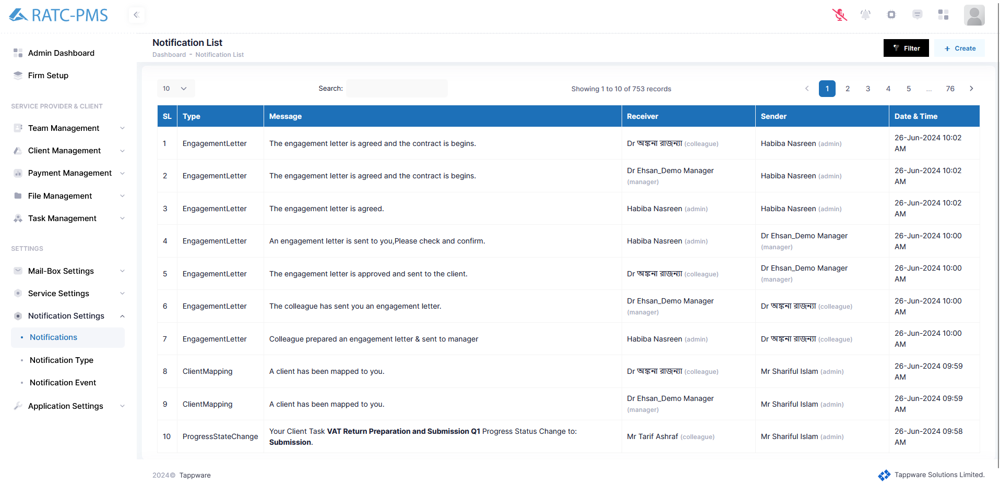 RATC-PMS
Admin Dashboard
Firm Setup
SERVICE PROVIDER & CLIENT
Team Management
Client Management
Payment Management
File Management
Task Management
SETTINGS
Mail-Box Settings
Service Settings
Notification Settings
Notifications
Notification Type
Notification Event
Application Settings
Notification List
Dashboard - Notification List
Filter
+ Create
10
Search:
Showing 1 to 10 of 753 records
1 2 3 4 5 ... 76
SL Type Message Receiver Sender Date & Time
1 EngagementLetter The engagement letter is agreed and the contract is begins. Dr অঙ্কনা রাজন্যা (colleague) Habiba Nasreen (admin) 26-Jun-2024 10:02
AM
2 EngagementLetter The engagement letter is agreed and the contract is begins. Dr Ehsan_Demo Manager
(manager) Habiba Nasreen (admin) 26-Jun-2024 10:02
AM
3 EngagementLetter The engagement letter is agreed. Habiba Nasreen (admin) Habiba Nasreen (admin) 26-Jun-2024 10:02
AM
4 EngagementLetter An engagement letter is sent to you,Please check and confirm. Habiba Nasreen (admin) Dr Ehsan_Demo Manager
(manager) 26-Jun-2024 10:00
AM
5 EngagementLetter The engagement letter is approved and sent to the client. Dr অঙ্কনা রাজন্যা (colleague) Dr Ehsan_Demo Manager
(manager) 26-Jun-2024 10:00
AM
6 EngagementLetter The colleague has sent you an engagement letter. Dr Ehsan_Demo Manager
(manager) Dr অঙ্কনা রাজন্যা (colleague) 26-Jun-2024 10:00
AM
7 EngagementLetter Colleague prepared an engagement letter & sent to manager Habiba Nasreen (admin) Dr অঙ্কনা রাজন্যা (colleague) 26-Jun-2024 10:00
AM
8 ClientMapping A client has been mapped to you. Dr অঙ্কনা রাজন্যা (colleague) Mr Shariful Islam (admin) 26-Jun-2024 09:59
AM
9 ClientMapping A client has been mapped to you. Dr Ehsan_Demo Manager
(manager) Mr Shariful Islam (admin) 26-Jun-2024 09:59
AM
10 ProgressStateChange Your Client Task VAT Return Preparation and Submission Q1 Progress Status Change to:
Submission. Mr Tarif Ashraf (colleague) Mr Shariful Islam (admin) 26-Jun-2024 09:58
AM
2024© Tappware
Tappware Solutions Limited.